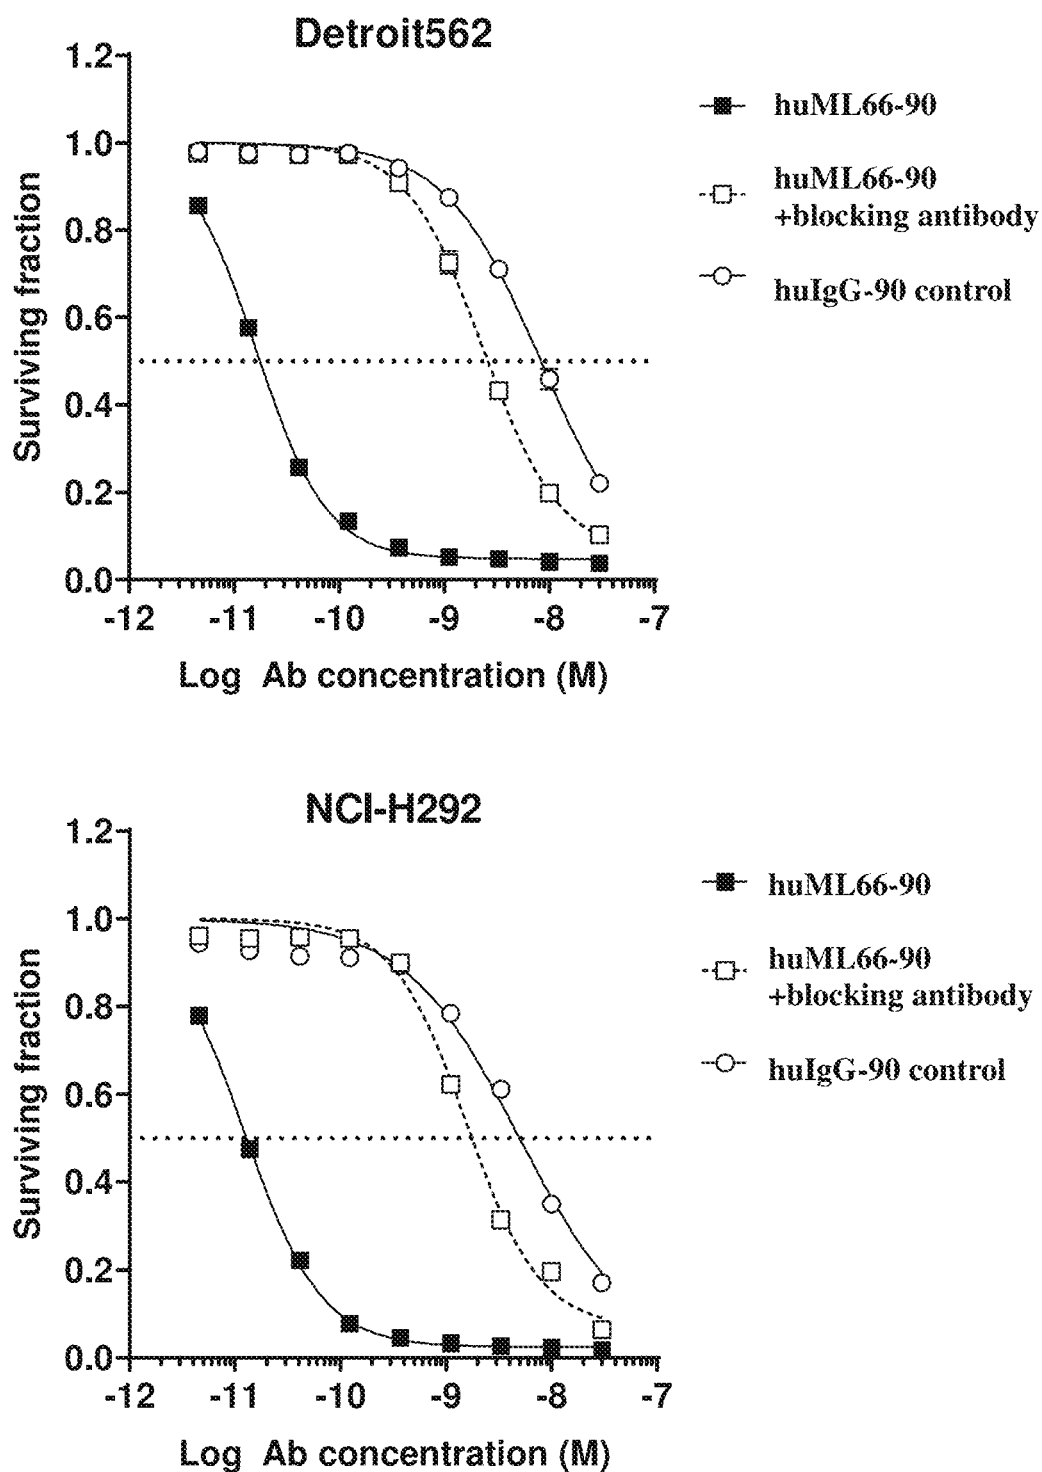 Detroit562
1.2
1.0
0.8
0.6
0.4
0.2
0.0
Surviving fraction
-12 -11 -10 -9 -8 -7
Log Ab concentration (M)
huML66-90
huML66-90
+blocking antibody
huIgG-90 control
NCI-H292
1.2
1.0
0.8
0.6
0.4
0.2
0.0
Surviving fraction
-12 -11 -10 -9 -8 -7
Log Ab concentration (M)
huML66-90
huML66-90
+blocking antibody
huIgG-90 control